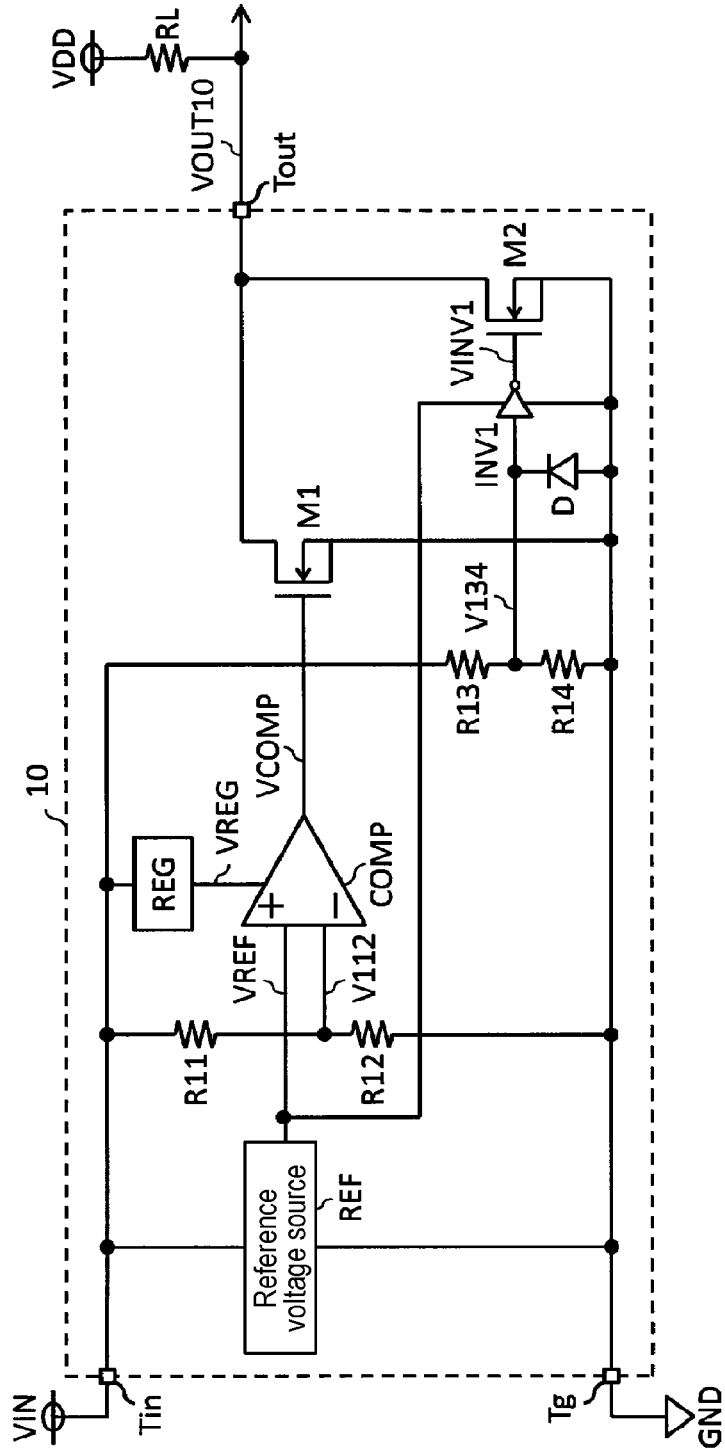 10
VIN
Tin
REG
VREG
VDD
RL
VOUT10
Tout
Reference
voltage source
REF
VREF
R11
V112
R12
COMP
VCOMP
M1
R13
V134
R14
D
INV1
VINV1
M2
Tg
GND